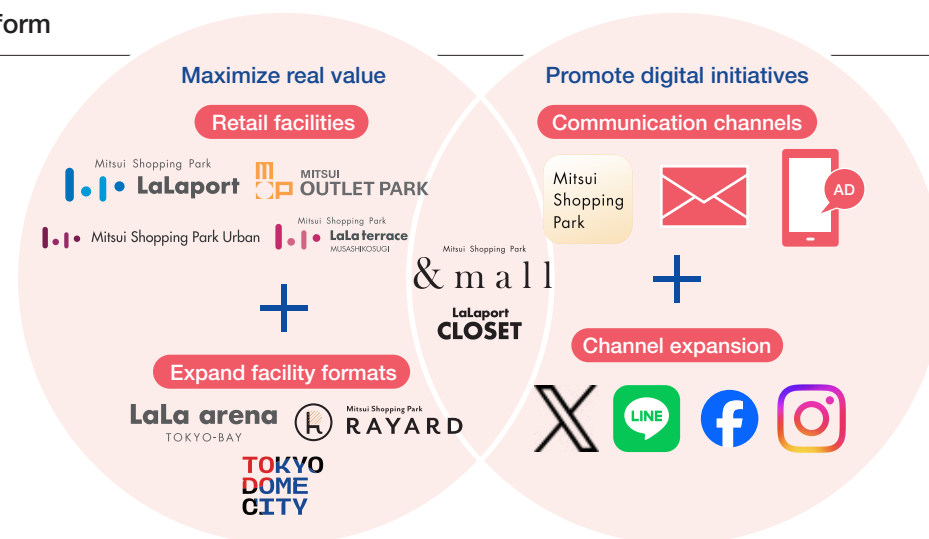 form
Maximize real value
Retail facilities
Mitsui Shopping Park
LaLaport
MITSUI
OUTLET PARK
Mitsui Shopping Park Urban
Mitsui Shopping Park
LaLa terrace
MUSASHIKOSUGI
Expand facility formats
LaLa arena
TOKYO-BAY
Mitsui Shopping Park
RAYARD
TOKYO
DOME
CITY
Mitsui Shopping Park
& mall
LaLaport
CLOSET
Promote digital initiatives
Communication channels
Mitsui
Shopping
Park
AD
Channel expansion
X
LINE
f